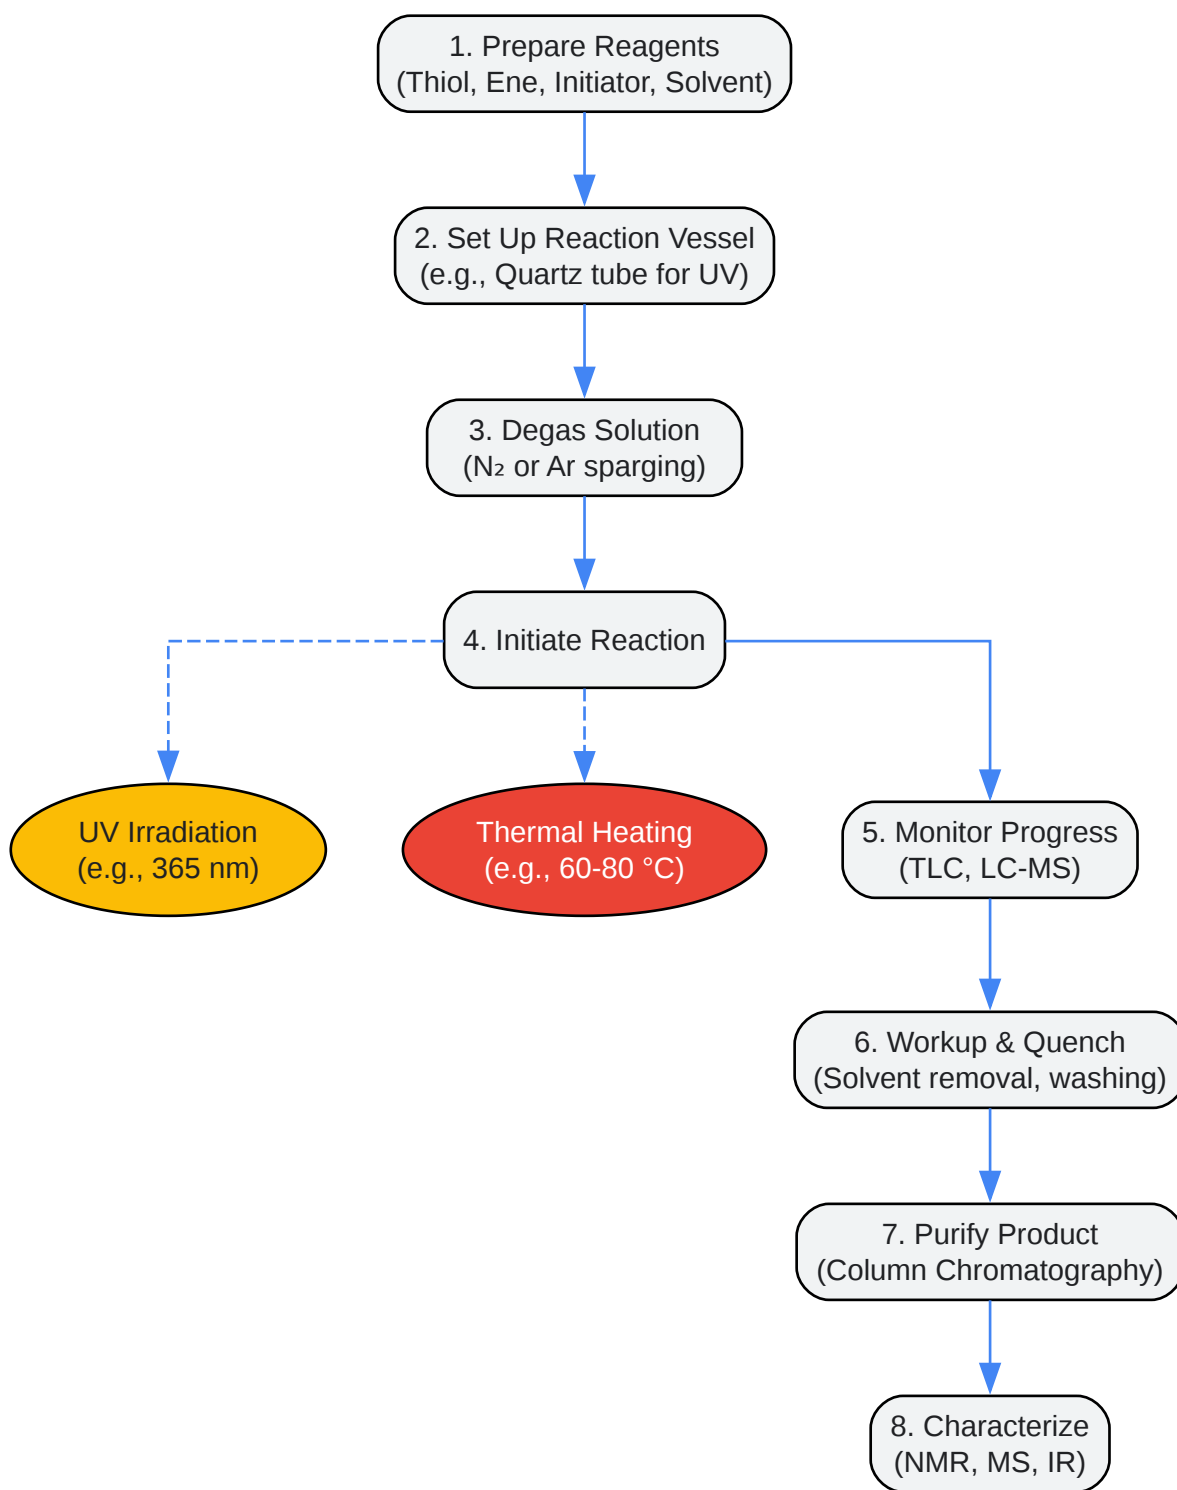 1. Prepare Reagents
(Thiol, Ene, Initiator, Solvent)
2. Set Up Reaction Vessel
(e.g., Quartz tube for UV)
3. Degas Solution
(N₂ or Ar sparging)
4. Initiate Reaction
UV Irradiation
(e.g., 365 nm)
Thermal Heating
(e.g., 60-80 °C)
5. Monitor Progress
(TLC, LC-MS)
6. Workup & Quench
(Solvent removal, washing)
7. Purify Product
(Column Chromatography)
8. Characterize
(NMR, MS, IR)